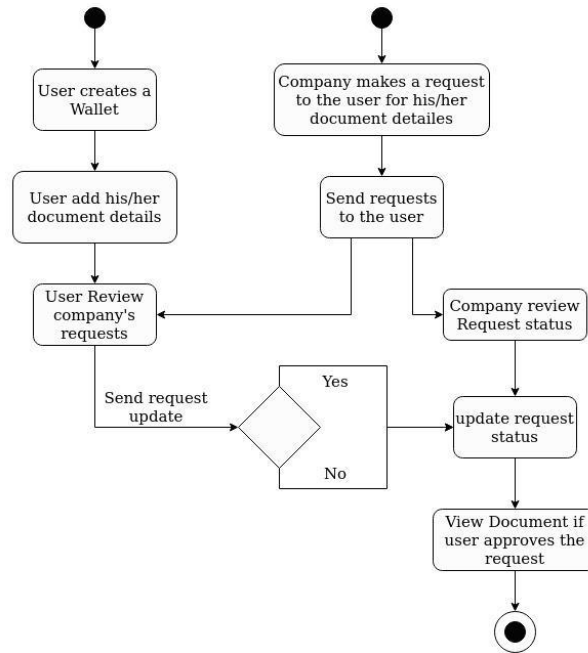 User creates a
Wallet
Company makes a request
to the user for his/her
document detailes
User add his/her
document details
Send requests
to the user
User Review
company's
requests
Company review
Request status
Send request
update
Yes
No
update request
status
View Document if
user approves the
request